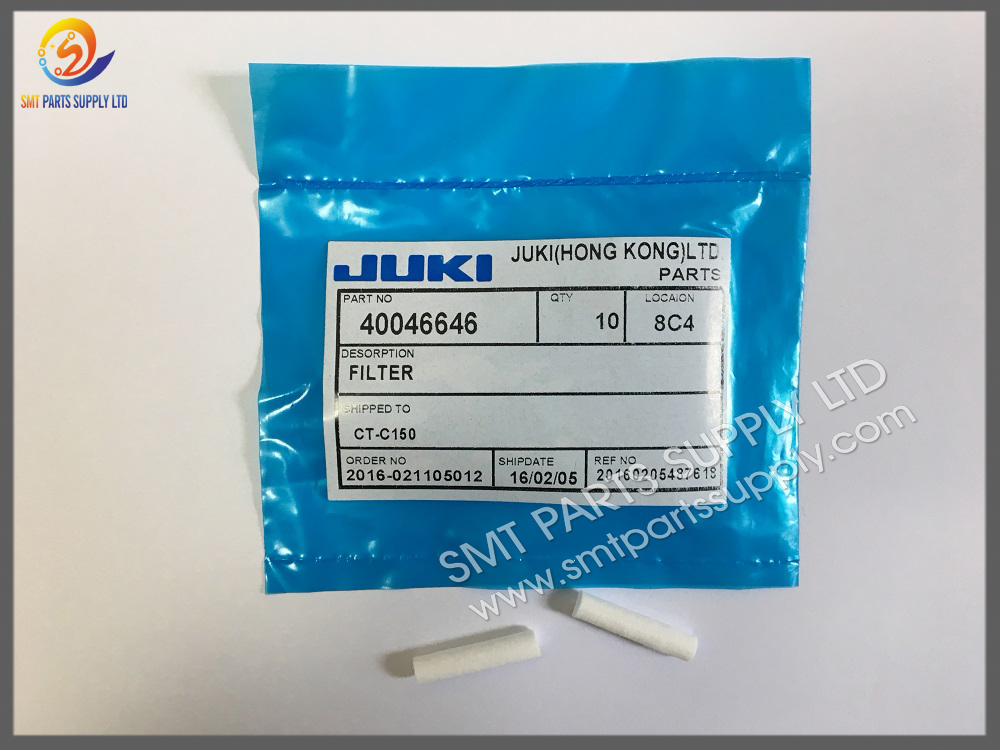 SMT PARTS SUPPLY LTD
JUKI JUKI(HONG KONG)LTD
PARTS
PART NO QTY LOCAION
40046646 10 8C4
DESORPTION
FILTER
SHIPPED TO
CT-C150
ORDER NO SHIPDATE REF NO
2016-021105012 16/02/05 20160205487618
SMT PARTS SUPPLY LTD
www.smtpartssupply.com